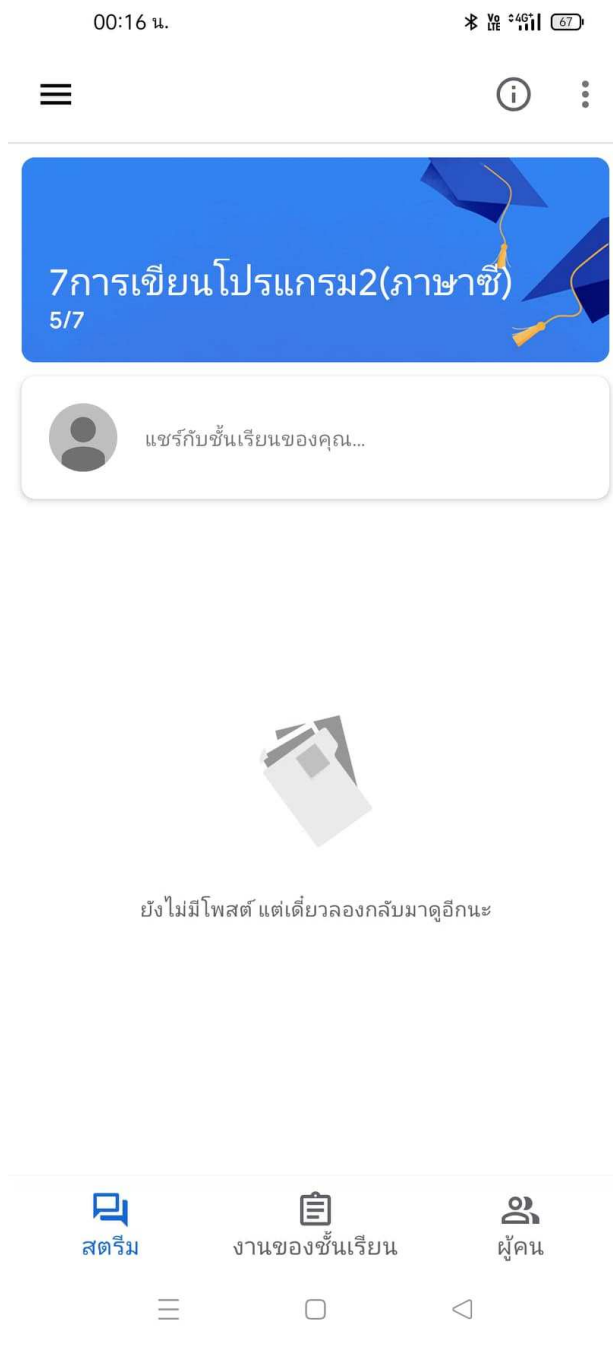 00:16 น.
VO LTE 4G+ 67
7การเขียนโปรแกรม2(ภาษาซี)
5/7
แชร์กับชั้นเรียนของคุณ...
ยังไม่มีโพสต์ แต่เดี๋ยวลองกลับมาดูอีกนะ
สตรีม
งานของชั้นเรียน
ผู้คน